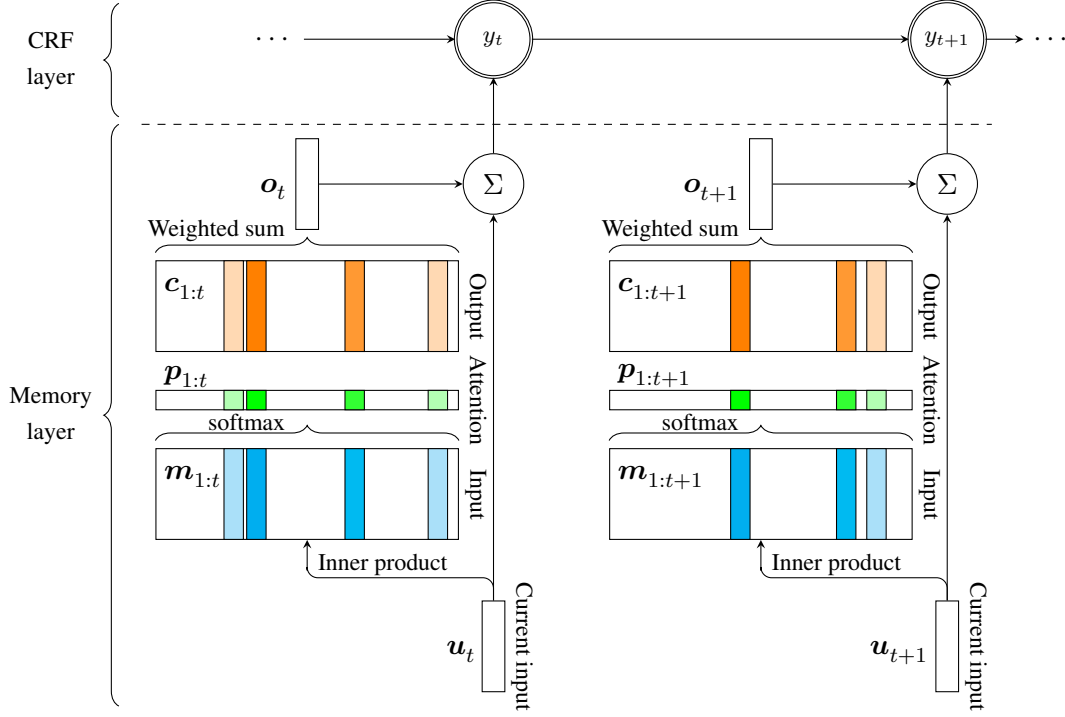 CRF
layer
⋯
y_t
y_{t+1}
⋯
Memory
layer
o_t
Σ
Weighted sum
c_{1:t}
Output
p_{1:t}
Attention
softmax
m_{1:t}
Input
Inner product
u_t
Current input
o_{t+1}
Σ
Weighted sum
c_{1:t+1}
Output
p_{1:t+1}
Attention
softmax
m_{1:t+1}
Input
Inner product
u_{t+1}
Current input